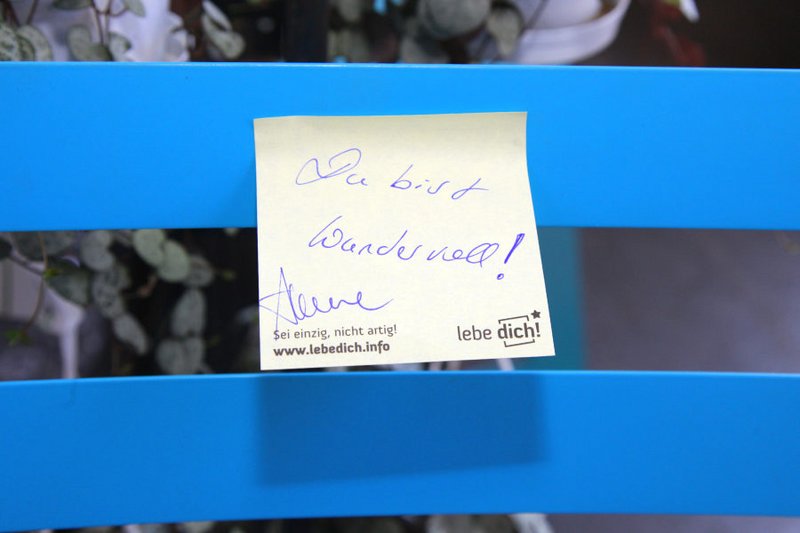 Du bist
Wundervoll!
Sei einzig, nicht artig!
www.lebedich.info
lebe dich!